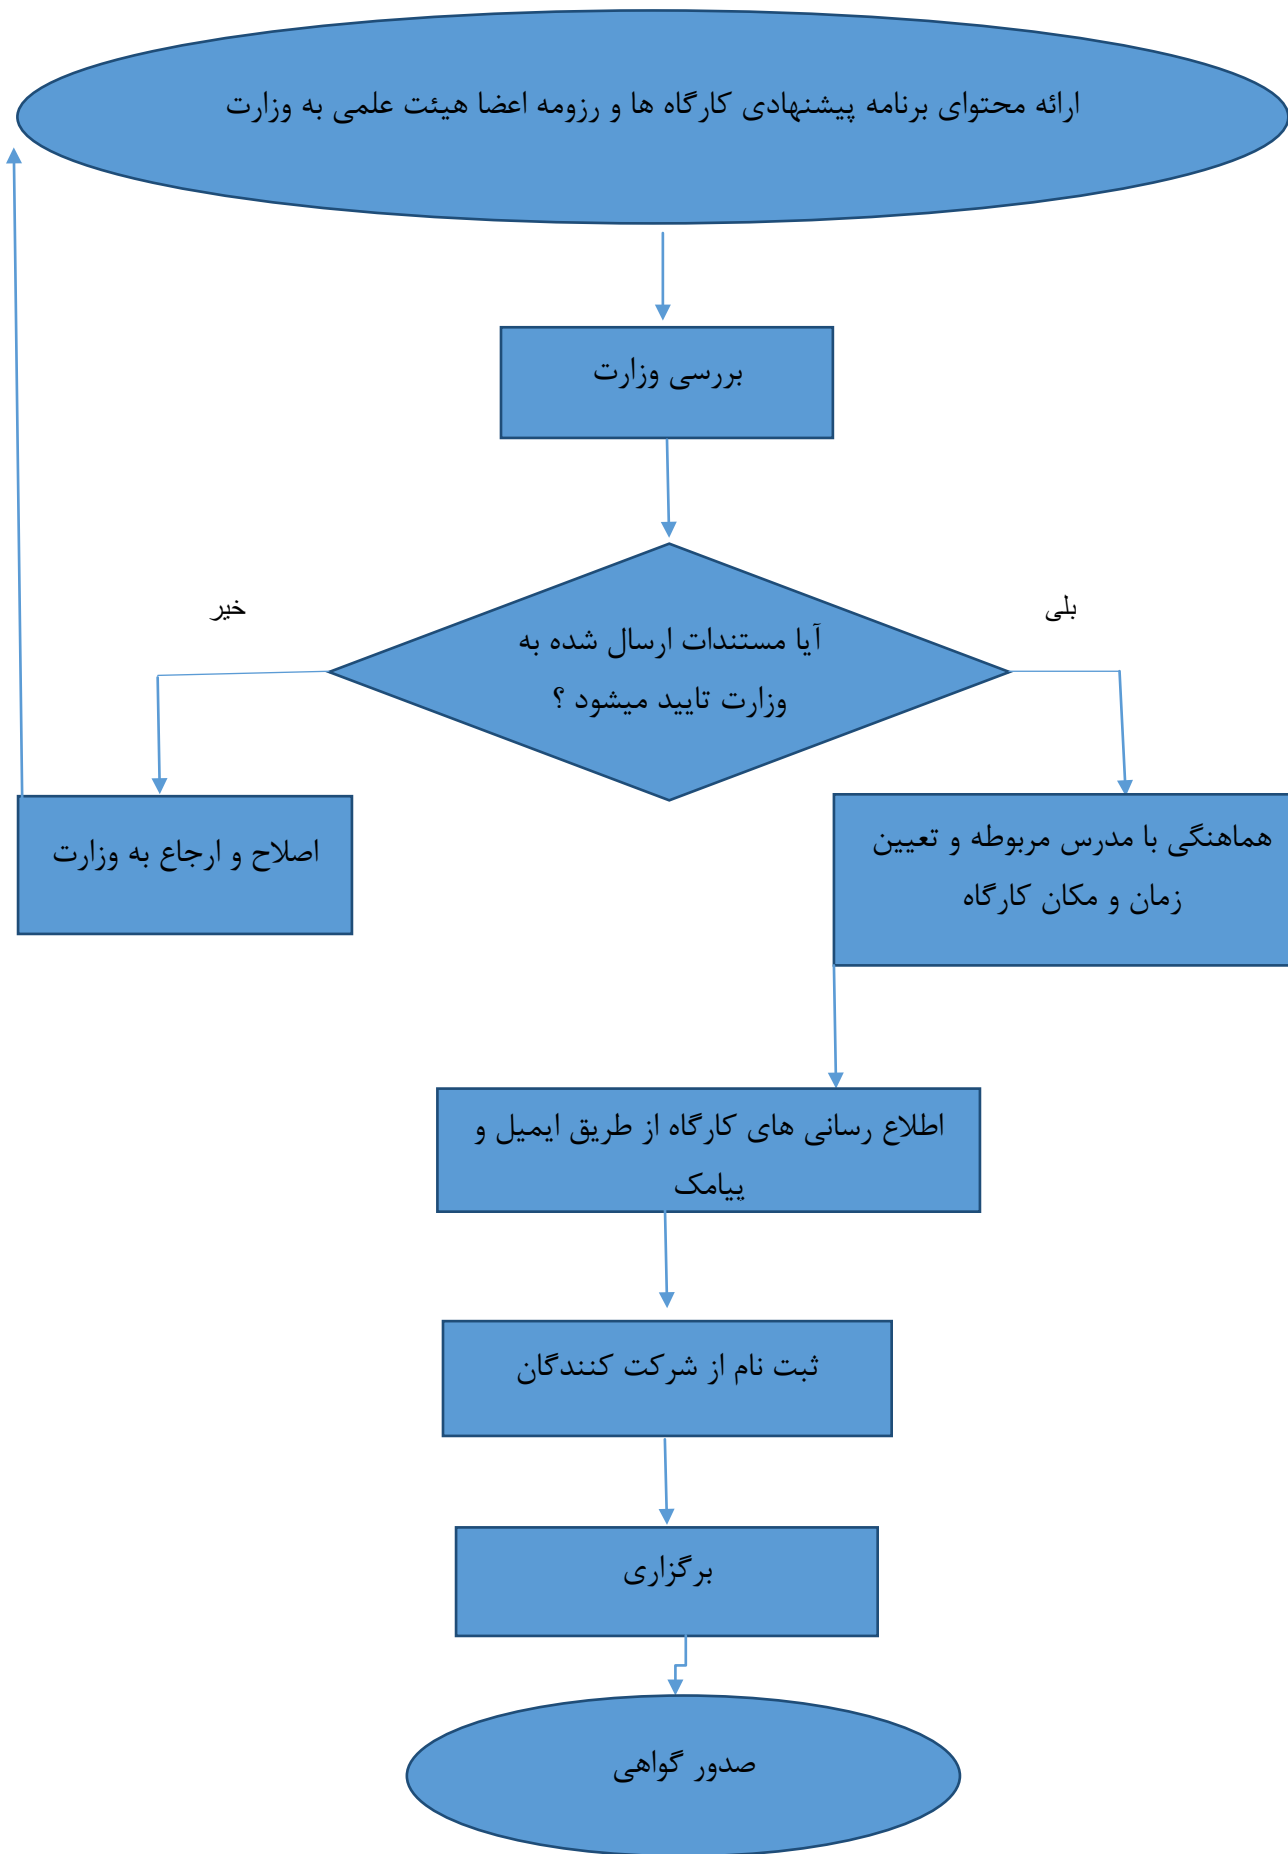 ارائه محتوای برنامه پیشنهادی کارگاه ها و رزومه اعضا هیئت علمی به وزارت
بررسی وزارت
بلی
خیر
آیا مستندات ارسال شده به
وزارت تایید میشود ؟
هماهنگی با مدرس مربوطه و تعیین
زمان و مکان کارگاه
اصلاح و ارجاع به وزارت
اطلاع رسانی های کارگاه از طریق ایمیل و
پیامک
ثبت نام از شرکت کنندگان
برگزاری
صدور گواهی